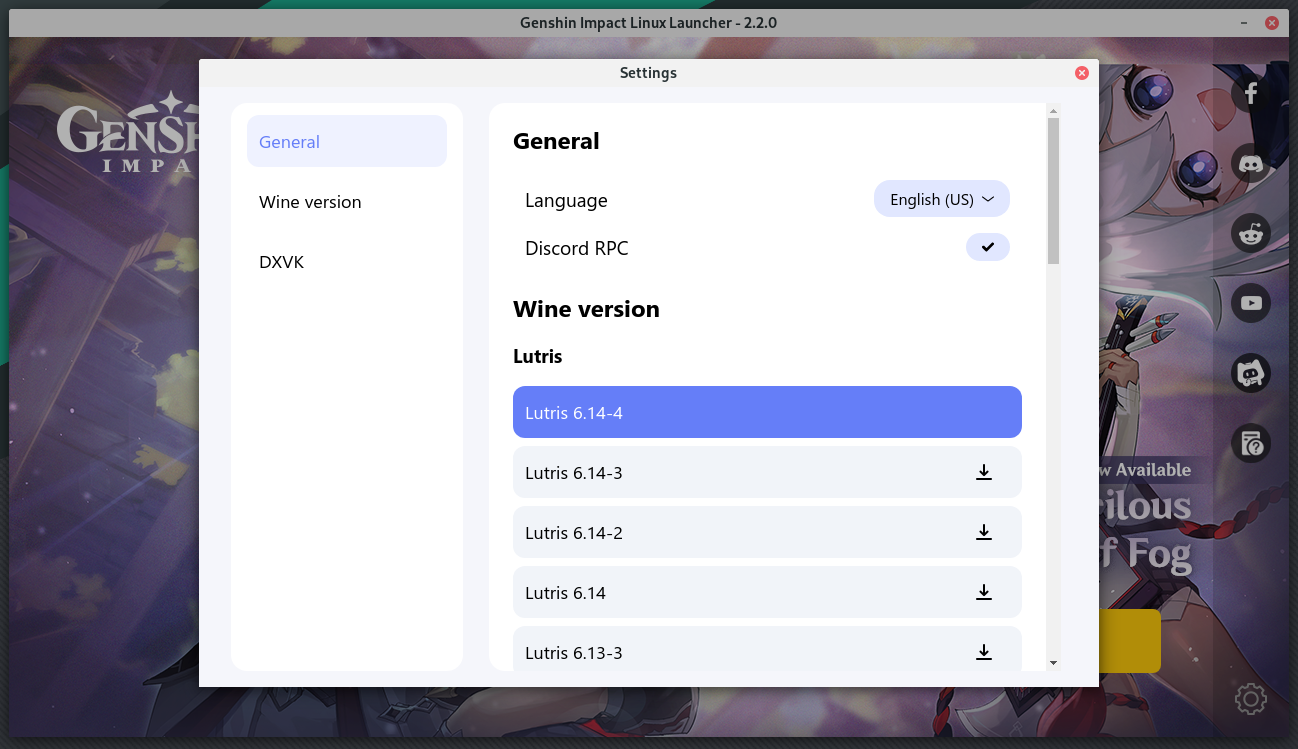 Genshin Impact Linux Launcher - 2.2.0
Settings
GENSH
IMPA
General
Wine version
DXVK
General
Language
English (US)
Discord RPC
Wine version
Lutris
Lutris 6.14-4
Lutris 6.14-3
Lutris 6.14-2
Lutris 6.14
Lutris 6.13-3
w Available
ilous
f Fog